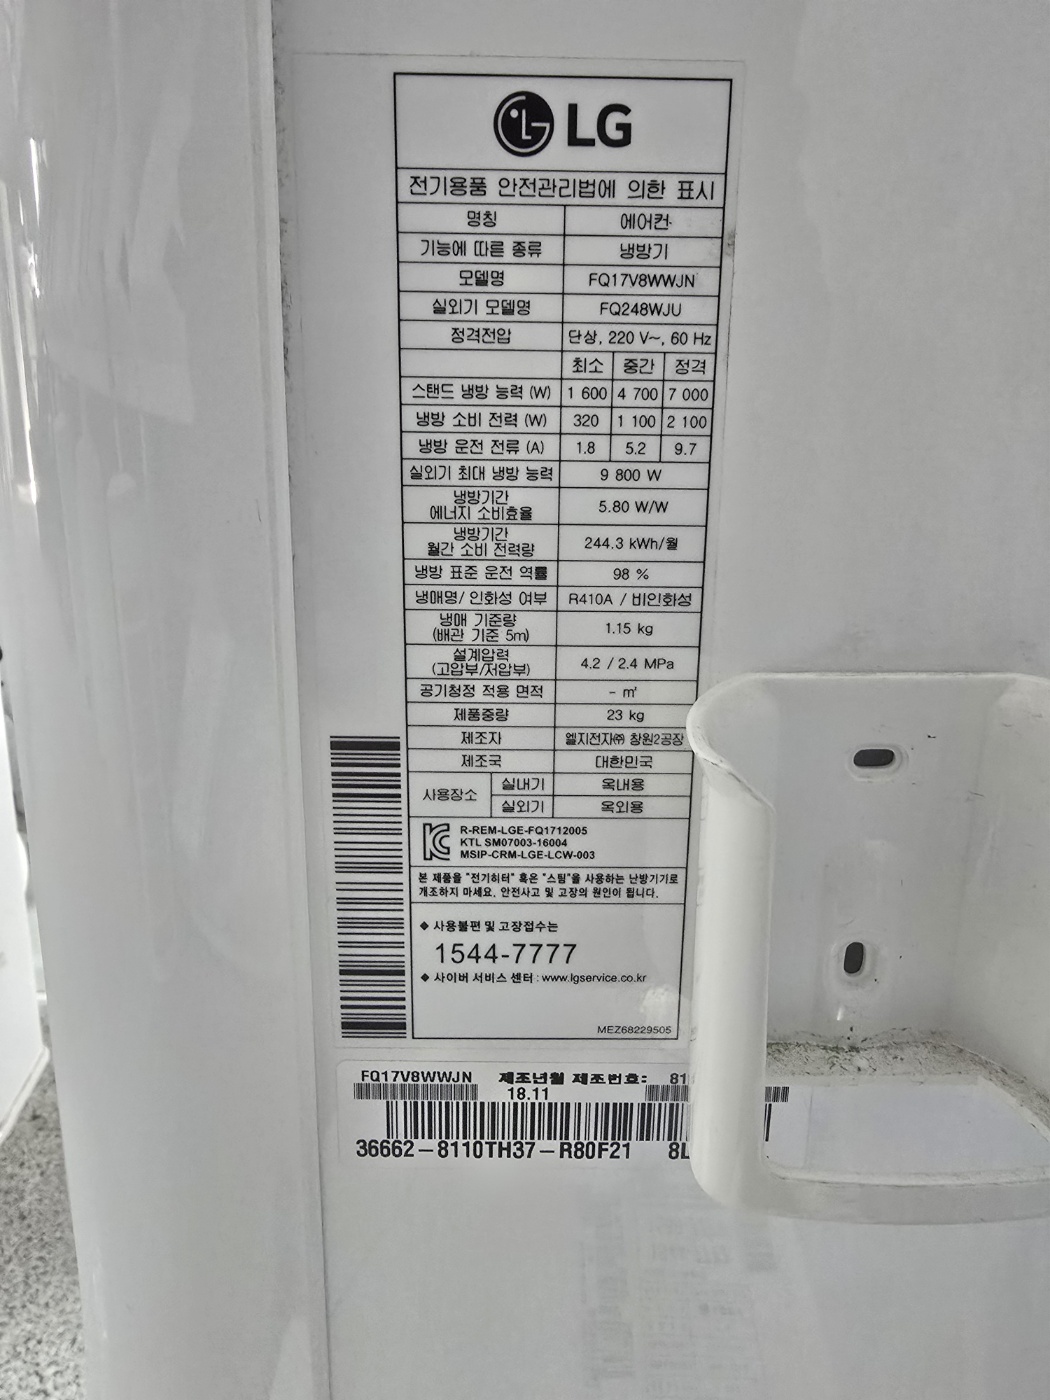 LG
전기용품 안전관리법에 의한 표시
명칭 에어컨
기능에 따른 종류 냉방기
모델명 FQ17V8WWJN
실외기 모델명 FQ248WJU
정격전압 단상, 220 V~, 60 Hz
최소 중간 정격
스탠드 냉방 능력 (W) 1 600 4 700 7 000
냉방 소비 전력 (W) 320 1 100 2 100
냉방 운전 전류 (A) 1.8 5.2 9.7
실외기 최대 냉방 능력 9 800 W
냉방기간
에너지 소비효율 5.80 W/W
냉방기간
월간 소비 전력량 244.3 kWh/월
냉방 표준 운전 역률 98 %
냉매명/ 인화성 여부 R410A / 비인화성
냉매 기준량
(배관 기준 5m) 1.15 kg
설계압력
(고압부/저압부) 4.2 / 2.4 MPa
공기청정 적용 면적 - ㎡
제품중량 23 kg
제조자 엘지전자㈜ 창원2공장
제조국 대한민국
사용장소 실내기 옥내용
실외기 옥외용
R-REM-LGE-FQ1712005
KTL SM07003-16004
MSIP-CRM-LGE-LCW-003
본 제품을 "전기히터" 혹은 "스팀"을 사용하는 난방기기로
개조하지 마세요. 안전사고 및 고장의 원인이 됩니다.
◆ 사용불편 및 고장접수는
1544-7777
◆ 사이버 서비스 센터 : www.lgservice.co.kr
MEZ68229505
FQ17V8WWJN 제조년월 제조번호: 81
18.11
36662-8110TH37-R80F21 8L